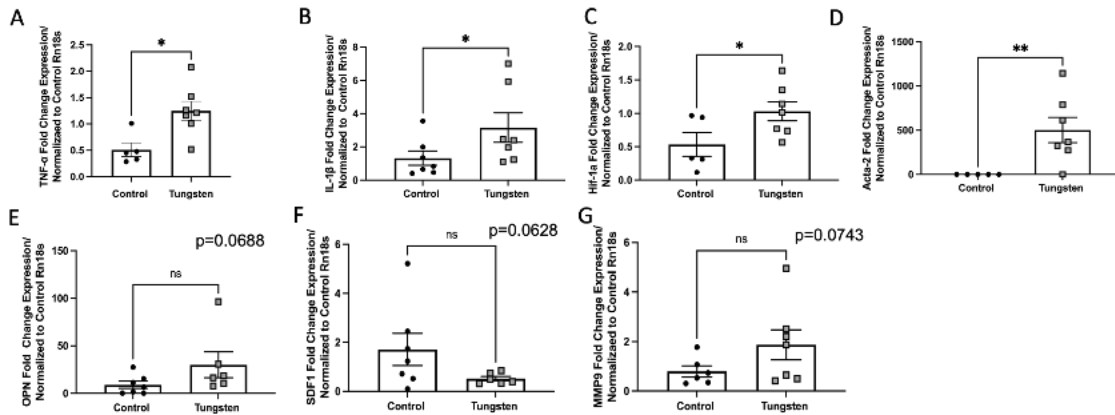 A
TNF-α Fold Change Expression/
Normalizaed to Control Rn18s
2.5
2.0
1.5
1.0
0.5
0.0
*
Control
Tungsten
B
IL-1β Fold Change Expression/
Normalized to Control Rn18s
8
6
4
2
0
*
Control
Tungsten
C
Hif-1a Fold Change Expression/
Normalized to Control Rn18s
2.0
1.5
1.0
0.5
0.0
*
Control
Tungsten
D
Acta-2 Fold Change Expression/
Normalized to Control Rn18s
1500
1000
500
0
**
Control
Tungsten
E
OPN Fold Change Expression/
Normalized to Control Rn18s
100
50
0
ns
p=0.0688
Control
Tungsten
F
SDF1 Fold Change Expression/
Normalized to Control Rn18s
6
4
2
0
ns
p=0.0628
Control
Tungsten
G
MMP9 Fold Change Expression/
Normalizaed to Control Rn18s
6
4
2
0
ns
p=0.0743
Control
Tungsten